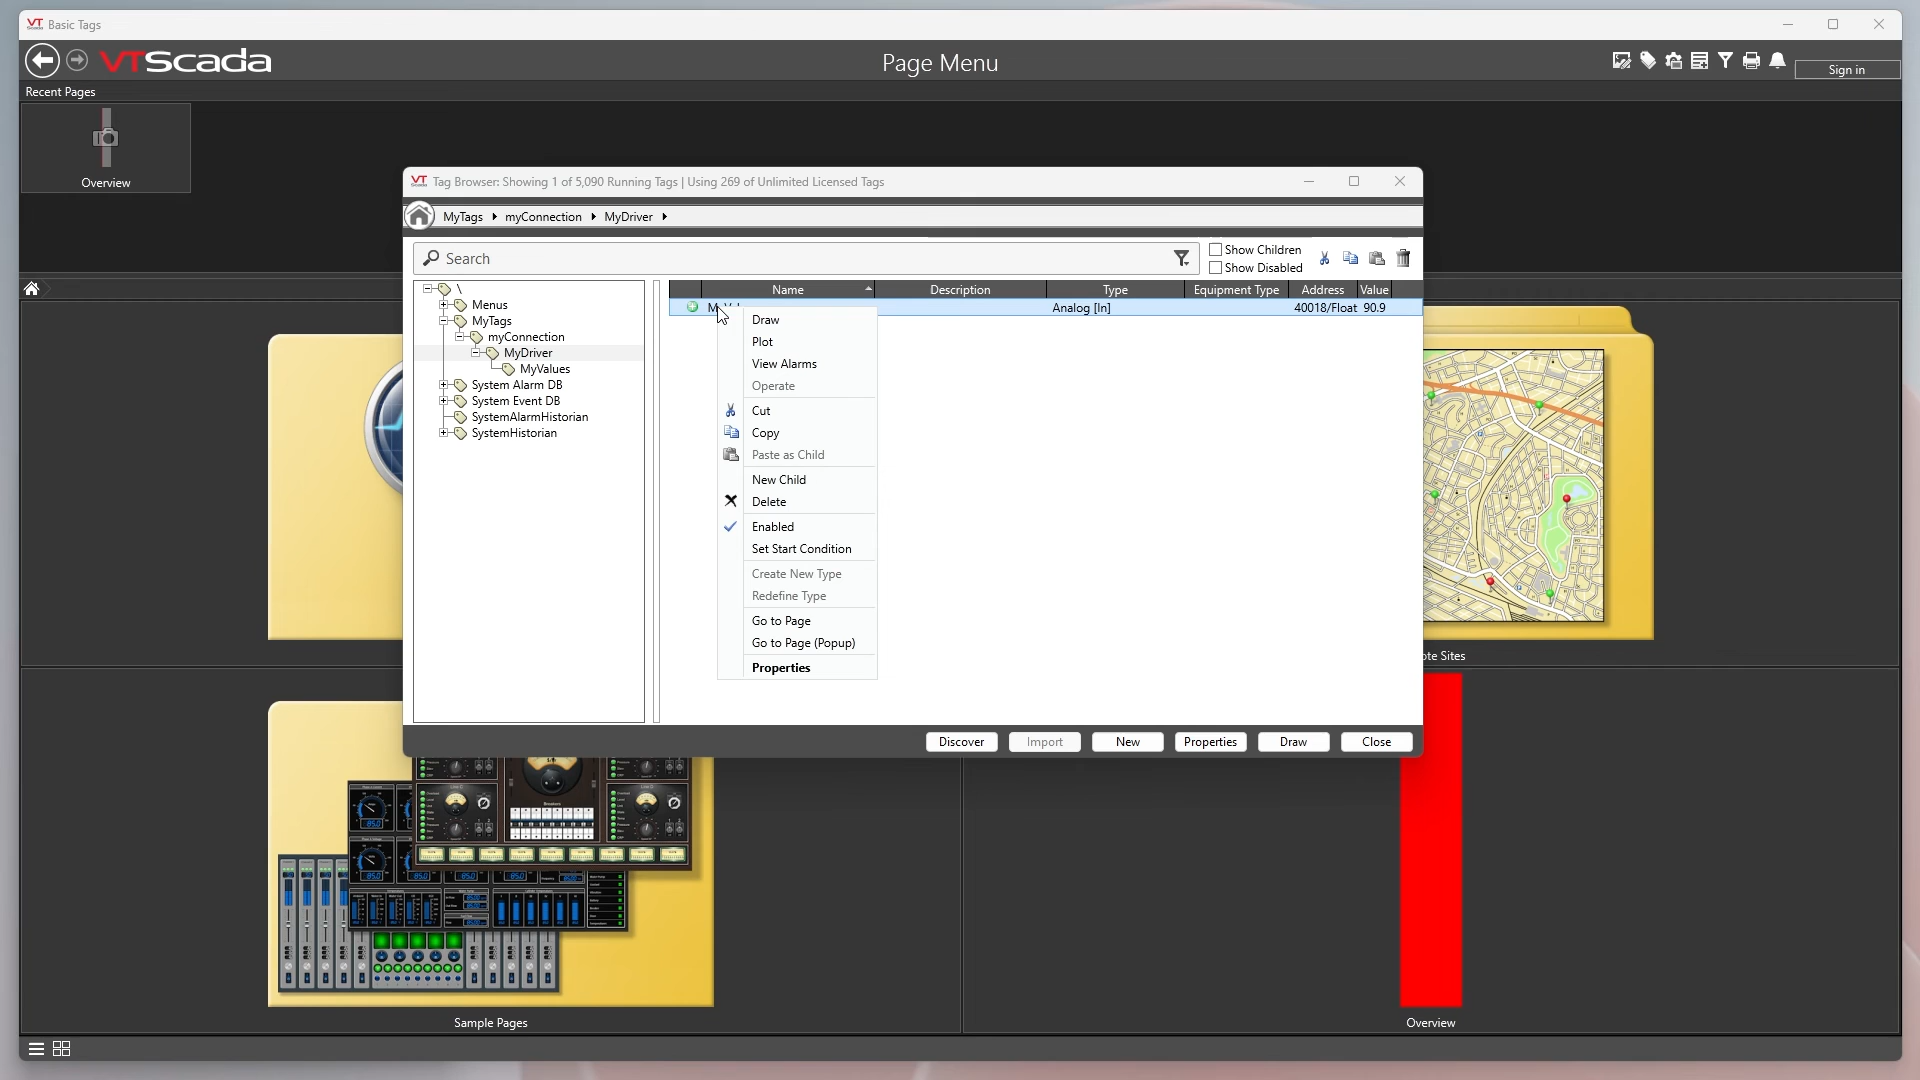 VT Basic Tags
VTScada
Page Menu
Sign in
Recent Pages
Overview
VT Scada Tag Browser: Showing 1 of 5,090 Running Tags | Using 269 of Unlimited Licensed Tags
MyTags myConnection MyDriver
Search
Show Children
Show Disabled
\
Menus
MyTags
myConnection
MyDriver
MyValues
System Alarm DB
System Event DB
SystemAlarmHistorian
SystemHistorian
Name Description Type Equipment Type Address Value
Analog [In] 40018/Float 90.9
Draw
Plot
View Alarms
Operate
Cut
Copy
Paste as Child
New Child
Delete
Enabled
Set Start Condition
Create New Type
Redefine Type
Go to Page
Go to Page (Popup)
Properties
Discover Import New Properties Draw Close
ote Sites
Sample Pages
Overview